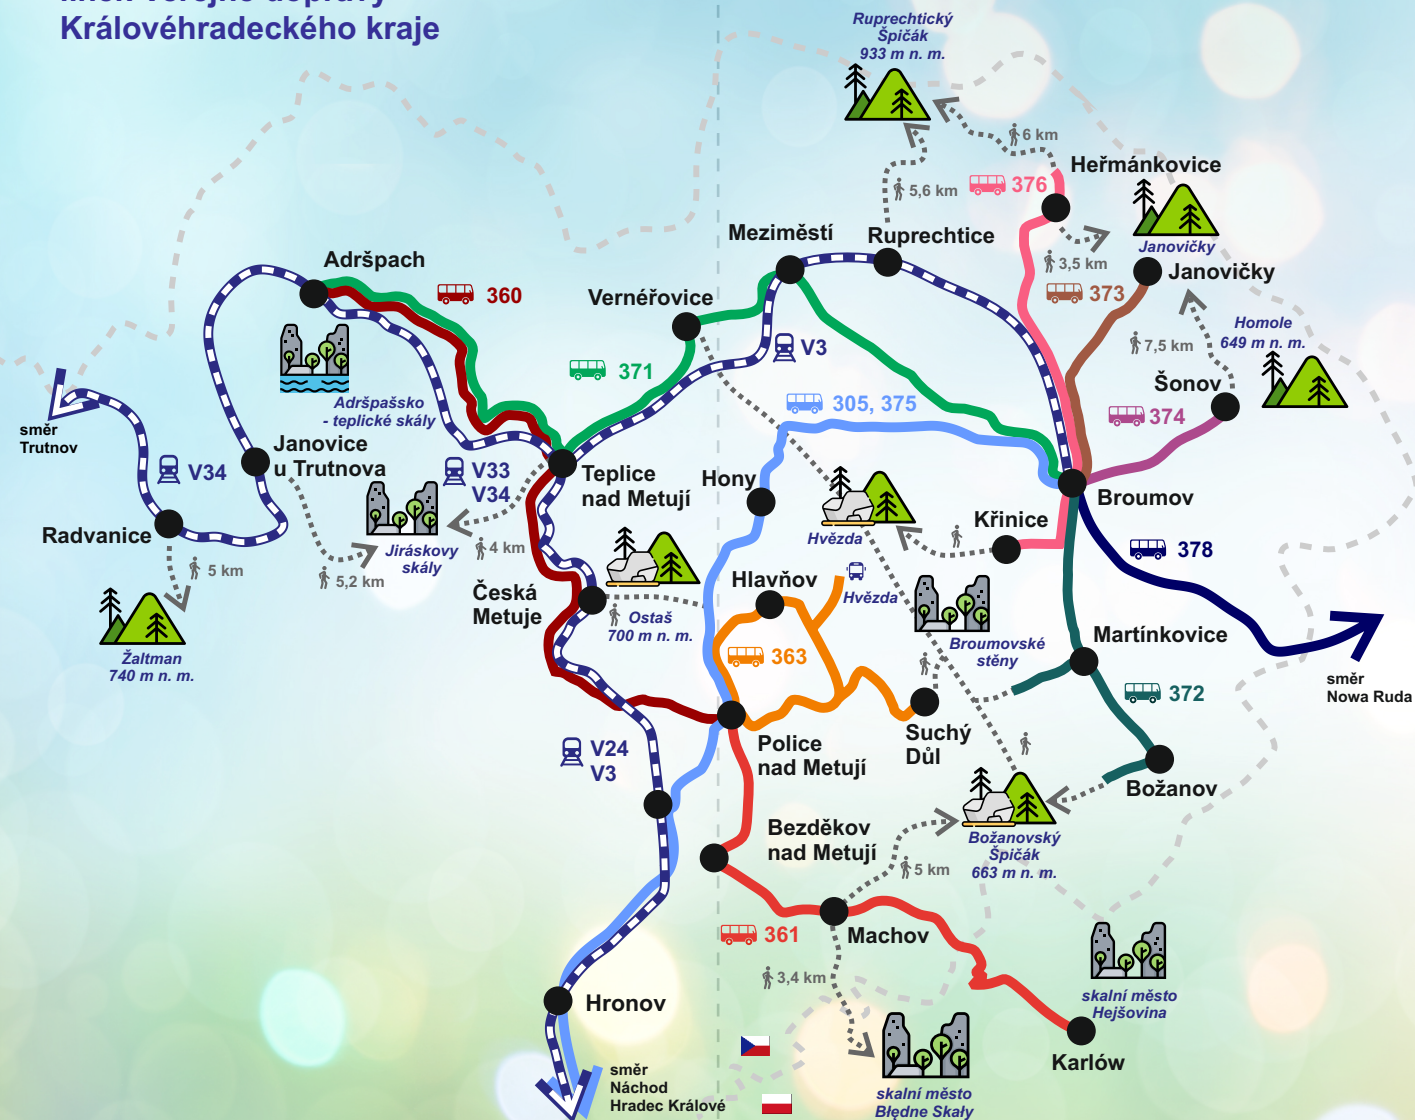 Královéhradeckého kraje
Ruprechtický
Špičák
933 m n. m.
6 km
Heřmánkovice
5,6 km
376
Janovičky
3,5 km
Meziměstí
Ruprechtice
Janovičky
373
Adršpach
360
Vernéřovice
Homole
649 m n. m.
7,5 km
V3
371
Šonov
374
305, 375
Adršpašsko
- teplické skály
směr
Trutnov
Janovice
u Trutnova
V34
V33
V34
Teplice
nad Metují
Hony
Broumov
Radvanice
Jiráskovy
skály
4 km
5,2 km
5 km
Křinice
Hvězda
378
Česká
Metuje
Hlavňov
Hvězda
Ostaš
700 m n. m.
Broumovské
stěny
Martínkovice
363
Žaltman
740 m n. m.
372
směr
Nowa Ruda
Suchý
Důl
V24
V3
Police
nad Metují
Božanov
Bezděkov
nad Metují
Božanovský
Špičák
663 m n. m.
5 km
361
Machov
3,4 km
skalní město
Hejšovina
Hronov
Karlów
směr
Náchod
Hradec Králové
skalní město
Błędne Skały